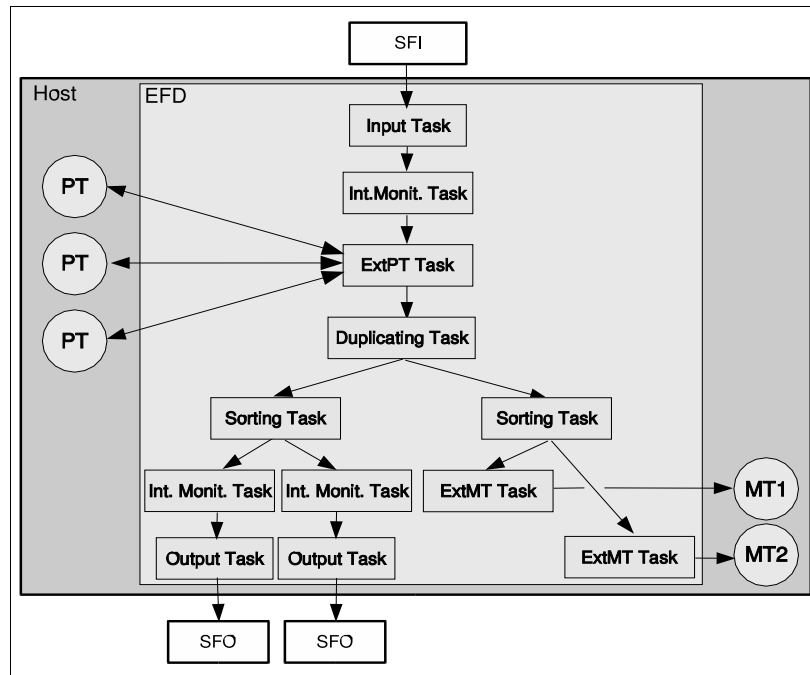 SFI
Host
EFD
Input Task
PT
Int.Monit. Task
PT
ExtPT Task
PT
Duplicating Task
Sorting Task
Sorting Task
Int. Monit. Task
Int. Monit. Task
ExtMT Task
MT1
Output Task
Output Task
ExtMT Task
MT2
SFO
SFO